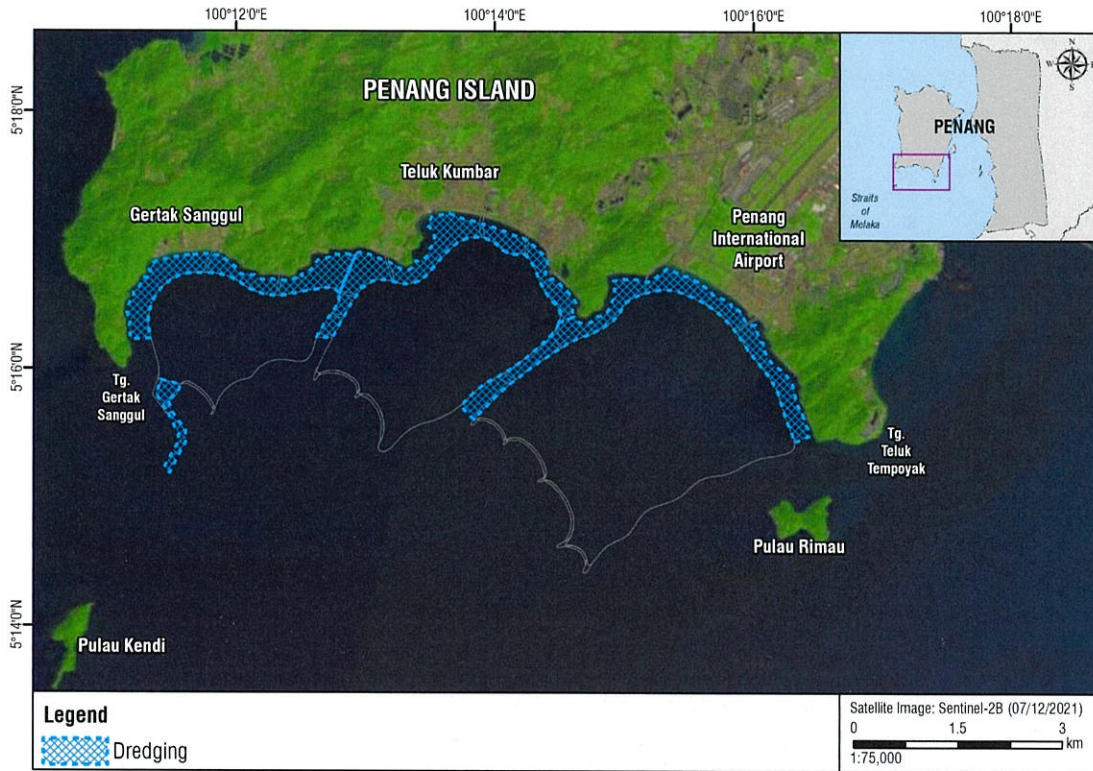 100°12'0"E
100°14'0"E
100°16'0"E
100°18'0"E
5°18'0"N
5°16'0"N
5°14'0"N
PENANG ISLAND
Teluk Kumbar
Gertak Sanggul
Penang
International
Airport
Tg.
Gertak
Sanggul
Tg.
Teluk
Tempoyak
Pulau Rimau
Pulau Kendi
N
W
E
S
PENANG
Straits
of
Melaka
Legend
Dredging
Satellite Image: Sentinel-2B (07/12/2021)
0 1.5 3
km
1:75,000